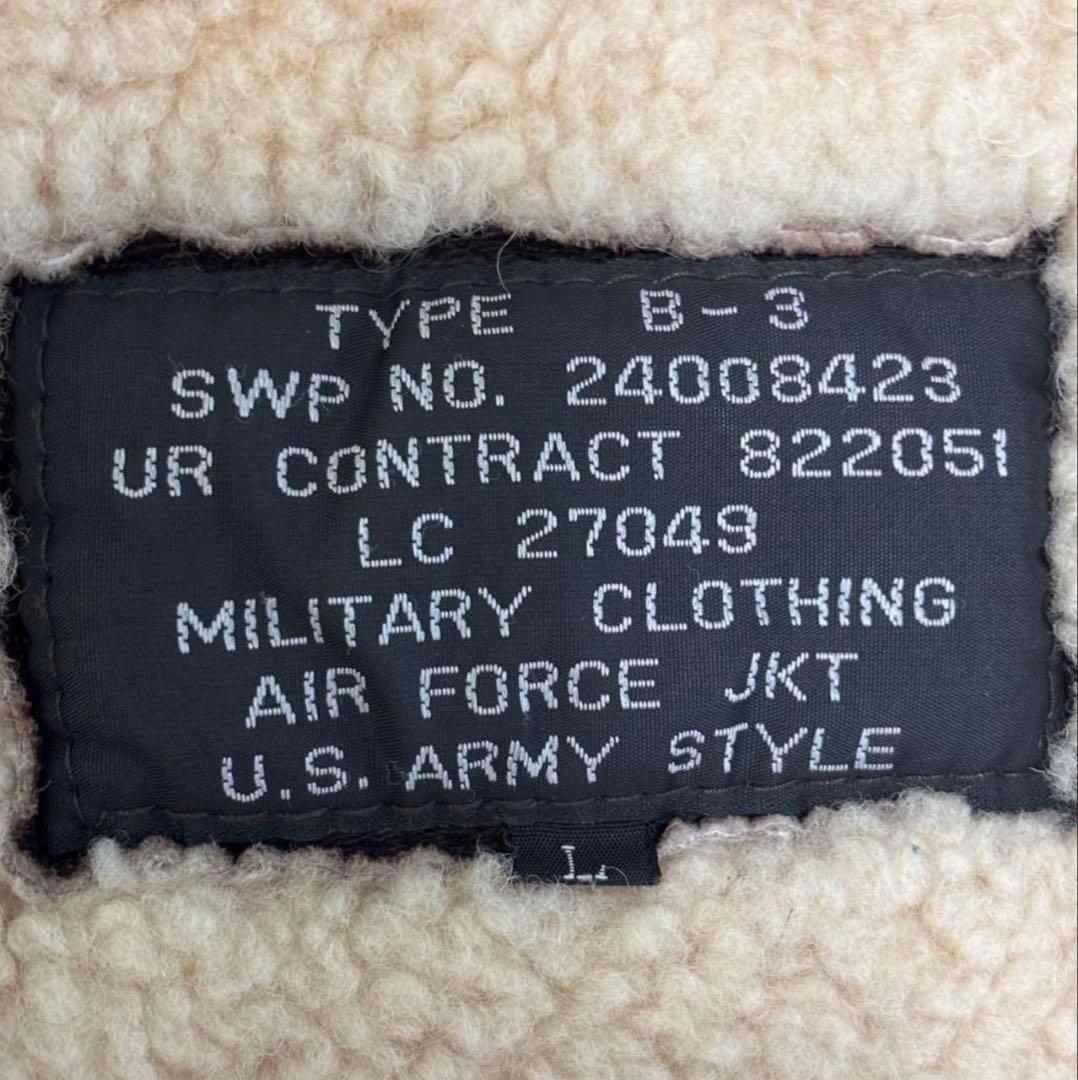 TYPE B-3
SWP NO. 24008423
UR CONTRACT 822051
LC 27049
MILITARY CLOTHING
AIR FORCE JKT
U.S. ARMY STYLE
L